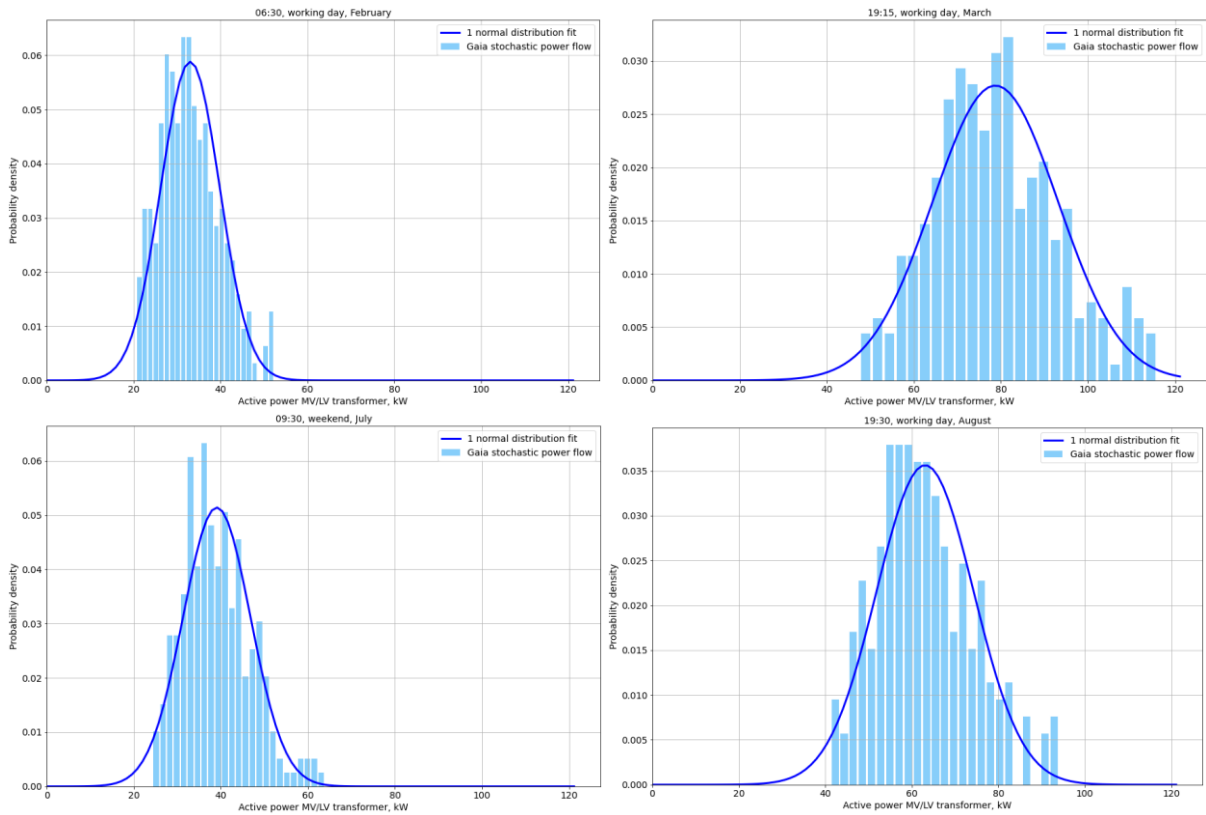 06:30, working day, February
1 normal distribution fit
Gaia stochastic power flow
Probability density
0.06
0.05
0.04
0.03
0.02
0.01
0.00
0 20 40 60 80 100 120
Active power MV/LV transformer, kW
19:15, working day, March
1 normal distribution fit
Gaia stochastic power flow
Probability density
0.030
0.025
0.020
0.015
0.010
0.005
0.000
0 20 40 60 80 100 120
Active power MV/LV transformer, kW
09:30, weekend, July
1 normal distribution fit
Gaia stochastic power flow
Probability density
0.06
0.05
0.04
0.03
0.02
0.01
0.00
0 20 40 60 80 100 120
Active power MV/LV transformer, kW
19:30, working day, August
1 normal distribution fit
Gaia stochastic power flow
Probability density
0.035
0.030
0.025
0.020
0.015
0.010
0.005
0.000
0 20 40 60 80 100 120
Active power MV/LV transformer, kW